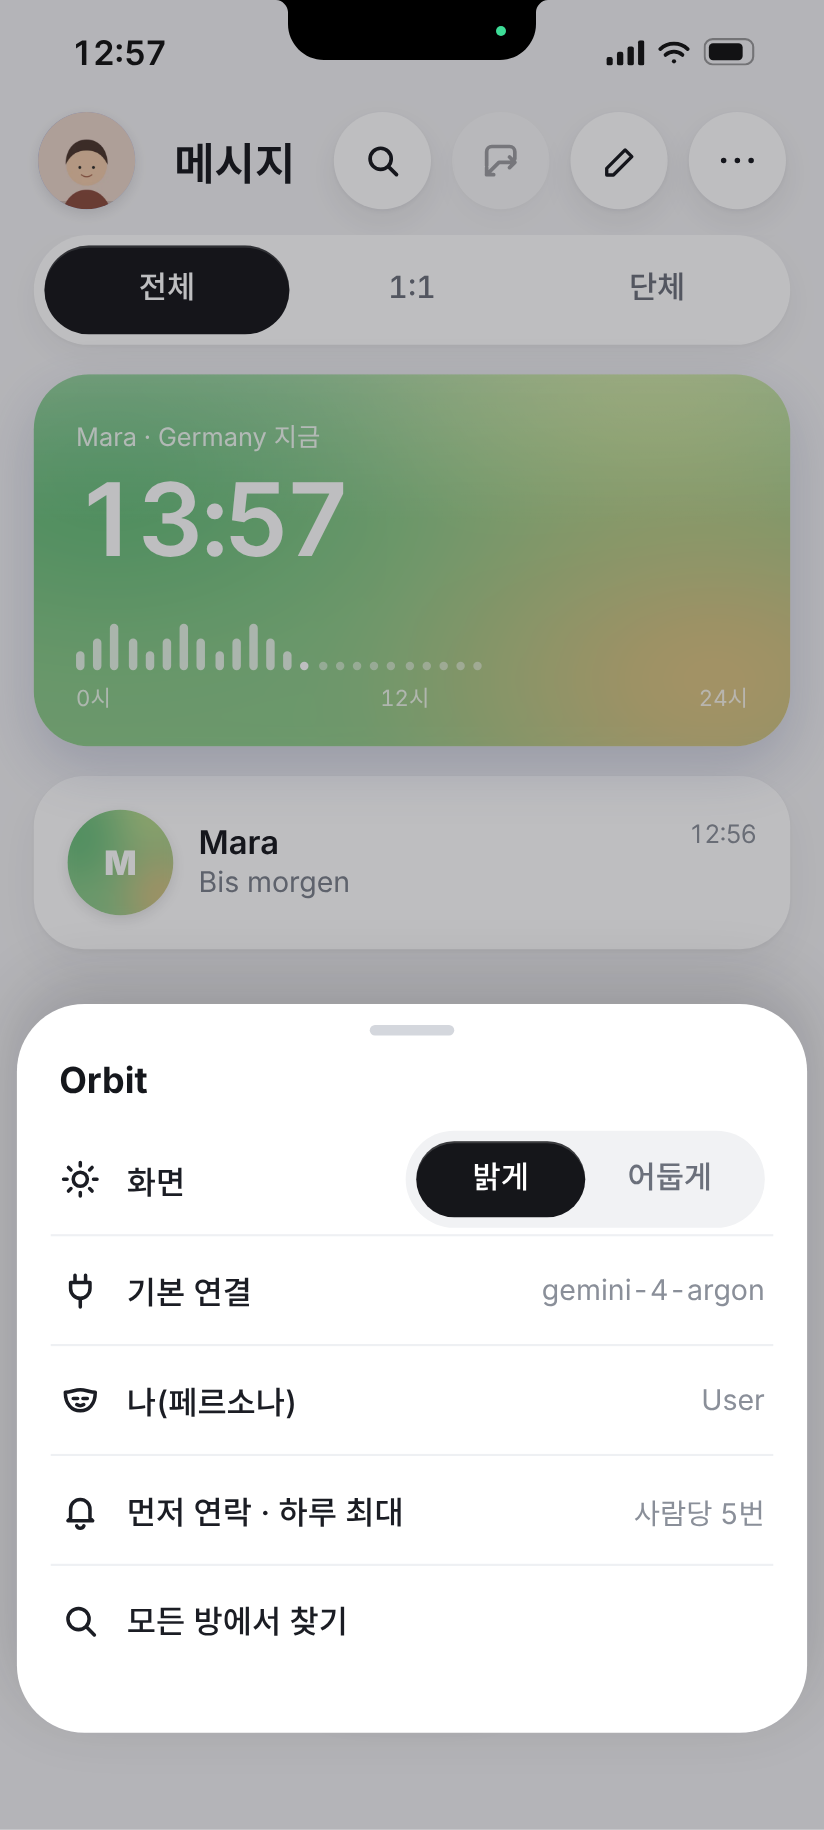 12:57
메시지
전체
1:1
단체
Mara · Germany 지금
13:57
0시
12시
24시
M
Mara
12:56
Bis morgen
Orbit
화면
밝게
어둡게
기본 연결
gemini-4-argon
나(페르소나)
User
먼저 연락 · 하루 최대
사람당 5번
모든 방에서 찾기